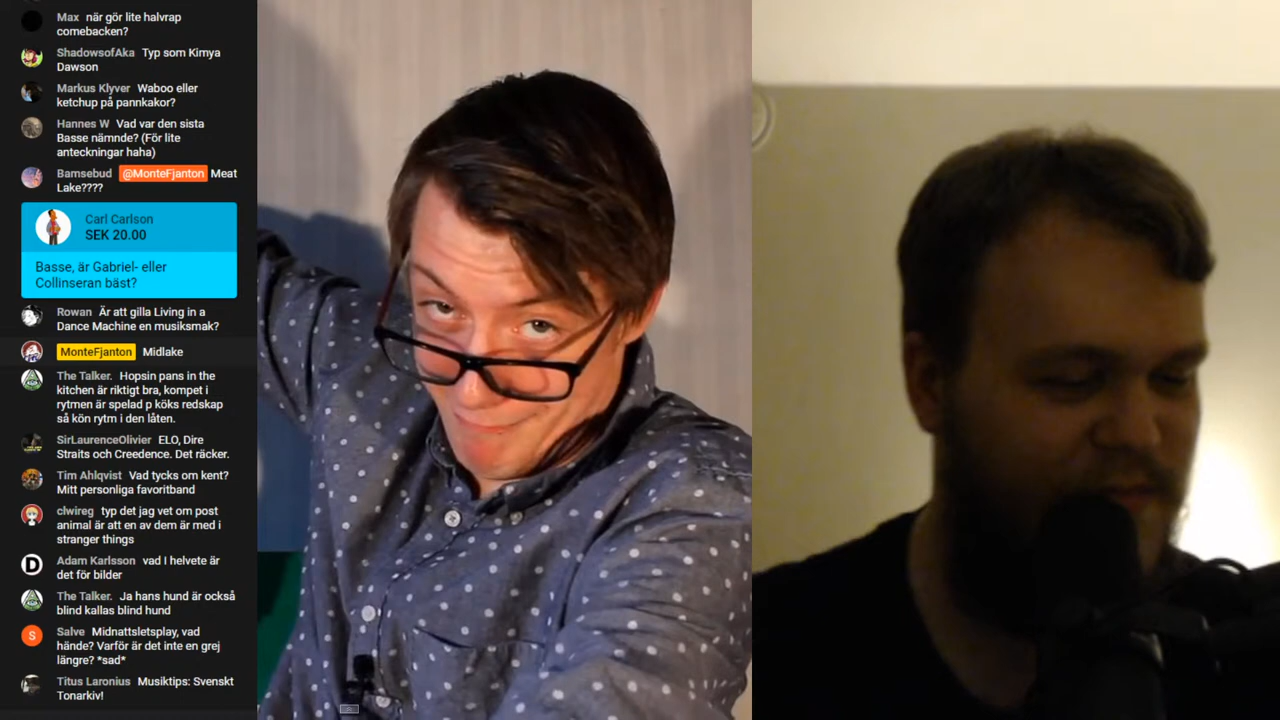 Max när gör lite halvrap
comebacken?
ShadowsofAka Typ som Kimya
Dawson
Markus Klyver Waboo eller
ketchup på pannkakor?
Hannes W Vad var den sista
Basse nämnde? (För lite
anteckningar haha)
Bamsebud @MonteFjanton Meat
Lake????
Carl Carlson
SEK 20.00
Basse, är Gabriel- eller
Collinseran bäst?
Rowan Är att gilla Living in a
Dance Machine en musiksmak?
MonteFjanton Midlake
The Talker. Hopsin pans in the
kitchen är riktigt bra, kompet i
rytmen är spelad p köks redskap
så kön rytm i den låten.
SirLaurenceOlivier ELO, Dire
Straits och Creedence. Det räcker.
Tim Ahlqvist Vad tycks om kent?
Mitt personliga favoritband
clwireg typ det jag vet om post
animal är att en av dem är med i
stranger things
Adam Karlsson vad I helvete är
det för bilder
The Talker. Ja hans hund är också
blind kallas blind hund
S
Salve Midnattsletsplay, vad
hände? Varför är det inte en grej
längre? *sad*
Titus Laronius Musiktips: Svenskt
Tonarkiv!